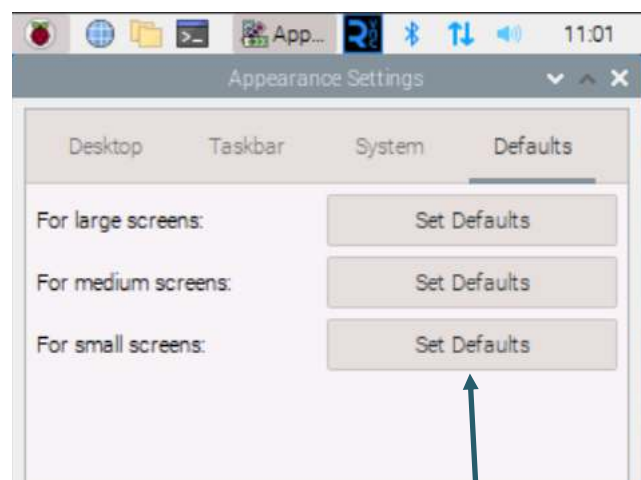 App... 11:01
Appearance Settings
Desktop Taskbar System Defaults
For large screens: Set Defaults
For medium screens: Set Defaults
For small screens: Set Defaults